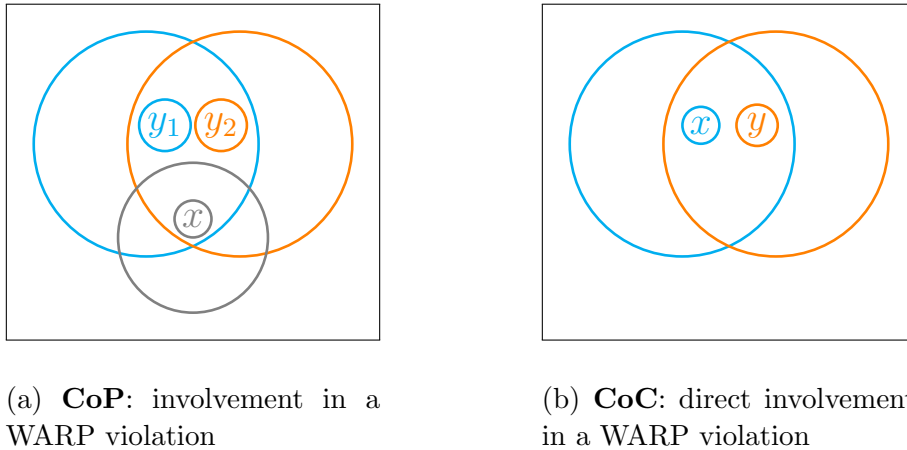 y₁ y₂
x
x y
(a) CoP: involvement in a
WARP violation
(b) CoC: direct involvement
in a WARP violation